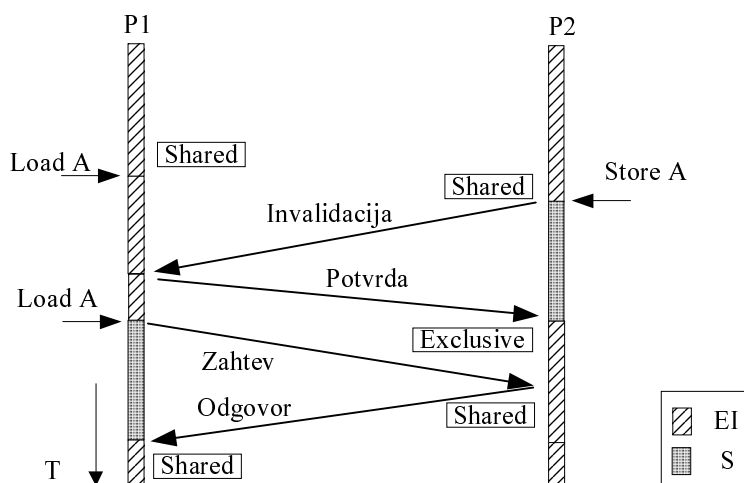 P1
P2
Shared
Load A
Shared
Store A
Invalidacija
Potvrda
Load A
Exclusive
Zahtev
Odgovor
Shared
T
Shared
EI
S